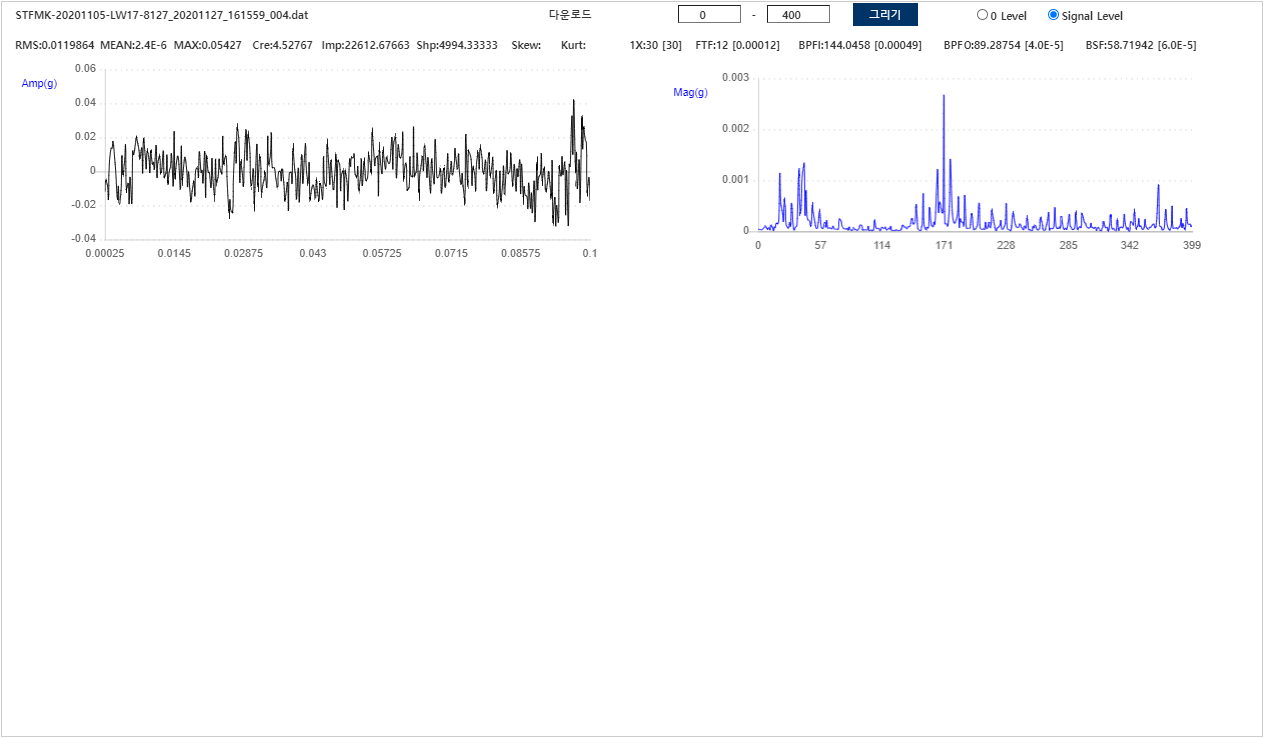 STFMK-20201105-LW17-8127_20201127_161559_004.dat 다운로드 0 - 400 그리기 0 Level Signal Level
RMS:0.0119864 MEAN:2.4E-6 MAX:0.05427 Cre:4.52767 Imp:22612.67663 Shp:4994.33333 Skew: Kurt: 1X:30 [30] FTF:12 [0.00012] BPFI:144.0458 [0.00049] BPFO:89.28754 [4.0E-5] BSF:58.71942 [6.0E-5]
Amp(g)
0.06
0.04
0.02
0
-0.02
-0.04
0.00025 0.0145 0.02875 0.043 0.05725 0.0715 0.08575 0.1
Mag(g)
0.003
0.002
0.001
0
0 57 114 171 228 285 342 399